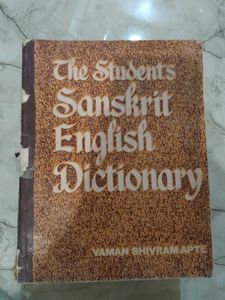 The Student's
Sanskrit
English
Dictionary
VAMAN SHIVRAM APTE